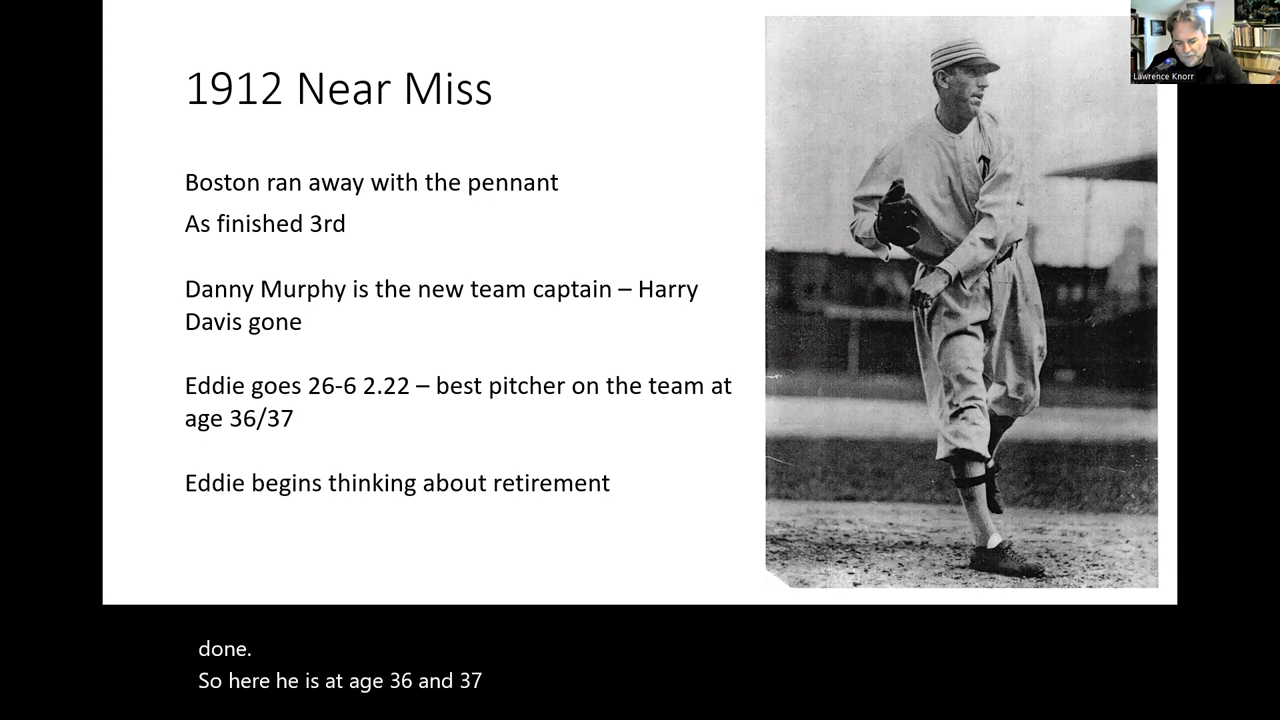 1912 Near Miss
Boston ran away with the pennant
As finished 3rd
Danny Murphy is the new team captain – Harry
Davis gone
Eddie goes 26-6 2.22 – best pitcher on the team at
age 36/37
Eddie begins thinking about retirement
Lawrence Knorr
done.
So here he is at age 36 and 37